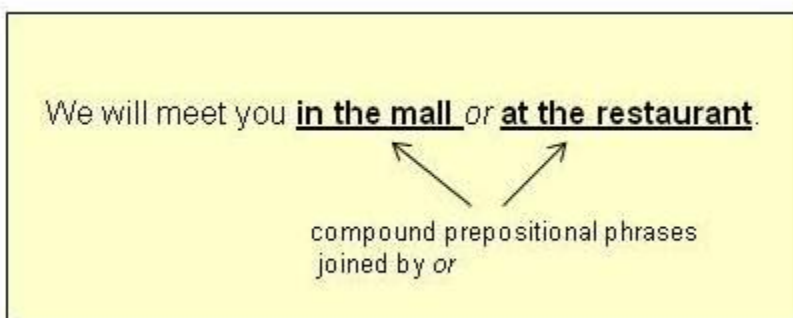 We will meet you in the mall or at the restaurant.
compound prepositional phrases
joined by or